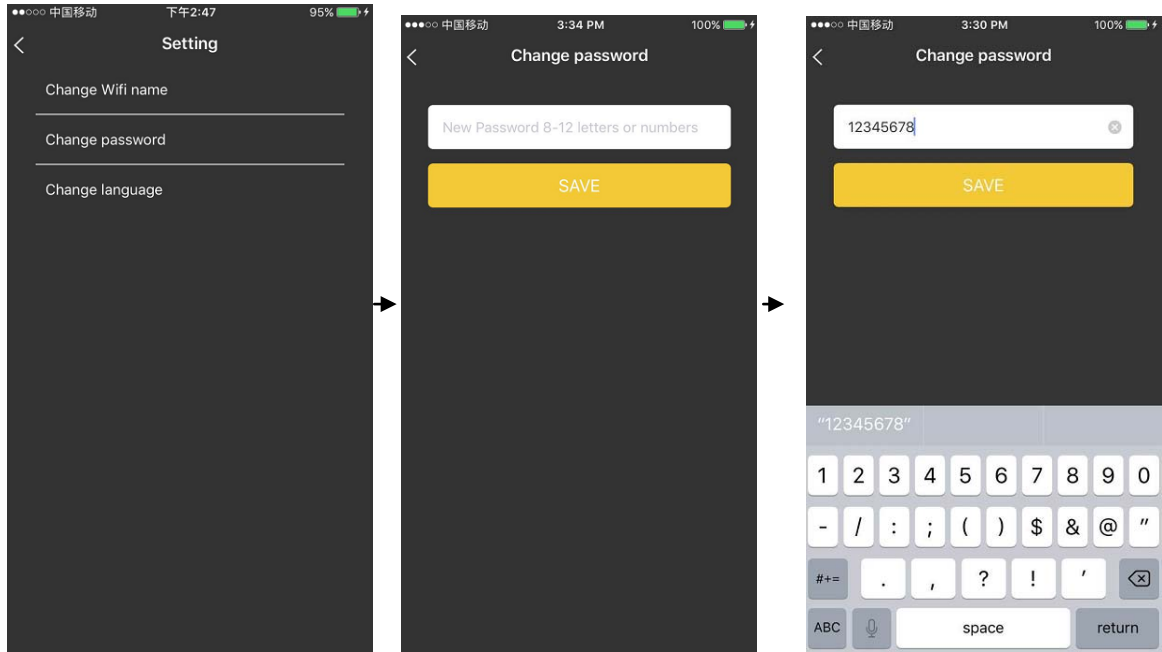 ●●○○○ 中国移动 下午2:47 95%
Setting
Change Wifi name
Change password
Change language
●●●○○ 中国移动 3:34 PM 100%
Change password
New Password 8-12 letters or numbers
SAVE
●●●○○ 中国移动 3:30 PM 100%
Change password
12345678
SAVE
"12345678"
1 2 3 4 5 6 7 8 9 0
- / : ; ( ) $ & @ "
#+= . , ? ! '
ABC space return